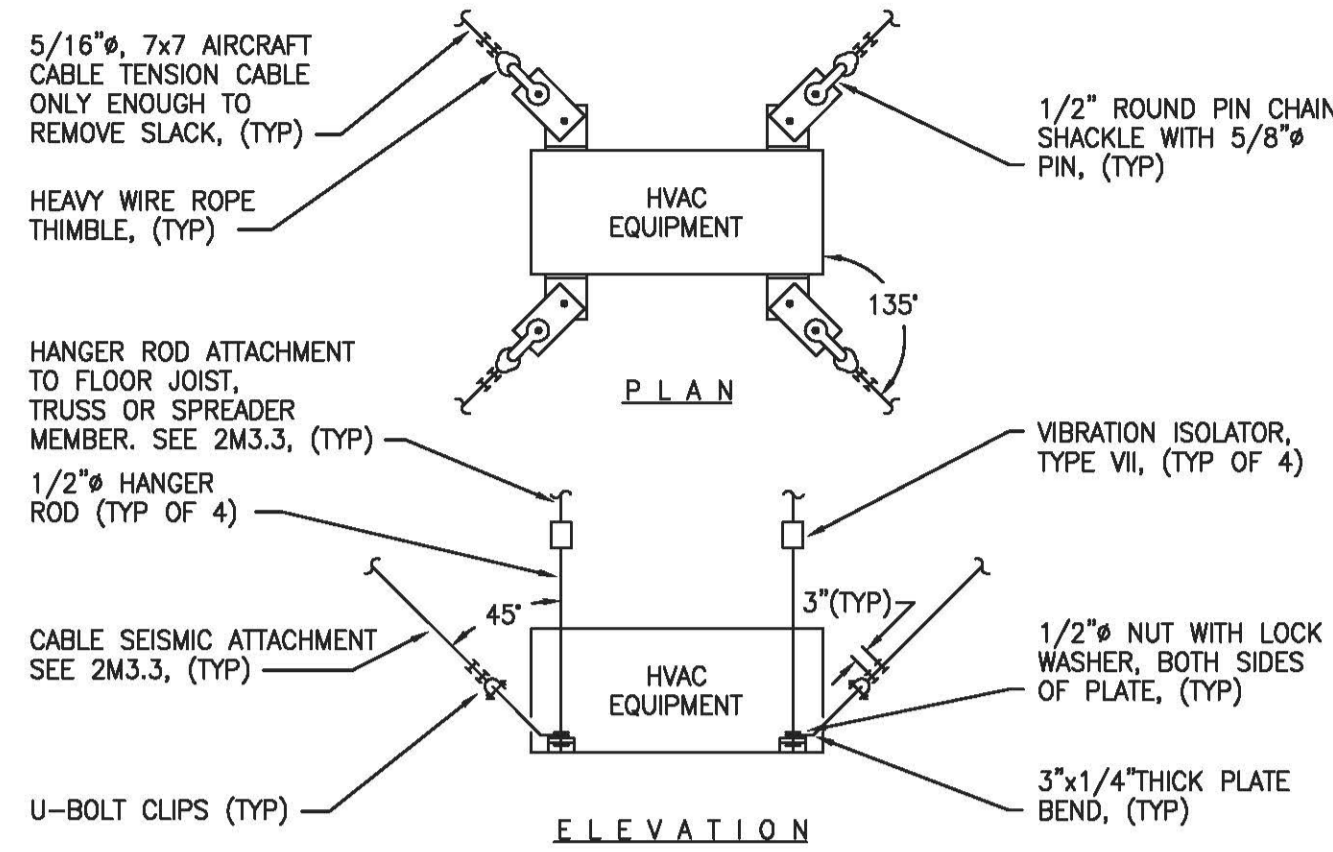 5/16"ø, 7x7 AIRCRAFT
CABLE TENSION CABLE
ONLY ENOUGH TO
REMOVE SLACK, (TYP)
HEAVY WIRE ROPE
THIMBLE, (TYP)
1/2" ROUND PIN CHAIN
SHACKLE WITH 5/8"ø
PIN, (TYP)
HVAC
EQUIPMENT
135°
PLAN
HANGER ROD ATTACHMENT
TO FLOOR JOIST,
TRUSS OR SPREADER
MEMBER. SEE 2M3.3, (TYP)
1/2"ø HANGER
ROD (TYP OF 4)
CABLE SEISMIC ATTACHMENT
SEE 2M3.3, (TYP)
U-BOLT CLIPS (TYP)
45°
HVAC
EQUIPMENT
3"(TYP)
VIBRATION ISOLATOR,
TYPE VII, (TYP OF 4)
1/2"ø NUT WITH LOCK
WASHER, BOTH SIDES
OF PLATE, (TYP)
3"x1/4"THICK PLATE
BEND, (TYP)
ELEVATION